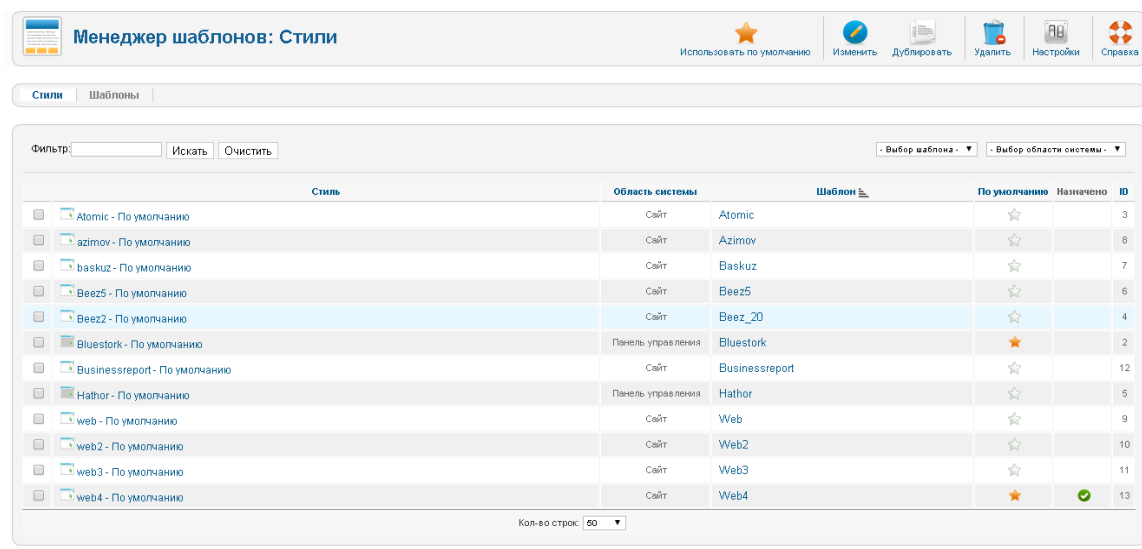 Менеджер шаблонов: Стили
Использовать по умолчанию Изменить Дублировать Удалить Настройки Справка
Стили Шаблоны
Фильтр: Искать Очистить - Выбор шаблона - - Выбор области системы -
Стиль Область системы Шаблон По умолчанию Назначено ID
Atomic - По умолчанию Сайт Atomic 3
azimov - По умолчанию Сайт Azimov 8
baskuz - По умолчанию Сайт Baskuz 7
Beez5 - По умолчанию Сайт Beez5 6
Beez2 - По умолчанию Сайт Beez_20 4
Bluestork - По умолчанию Панель управления Bluestork 2
Businessreport - По умолчанию Сайт Businessreport 12
Hathor - По умолчанию Панель управления Hathor 5
web - По умолчанию Сайт Web 9
web2 - По умолчанию Сайт Web2 10
web3 - По умолчанию Сайт Web3 11
web4 - По умолчанию Сайт Web4 13
Кол-во строк: 50